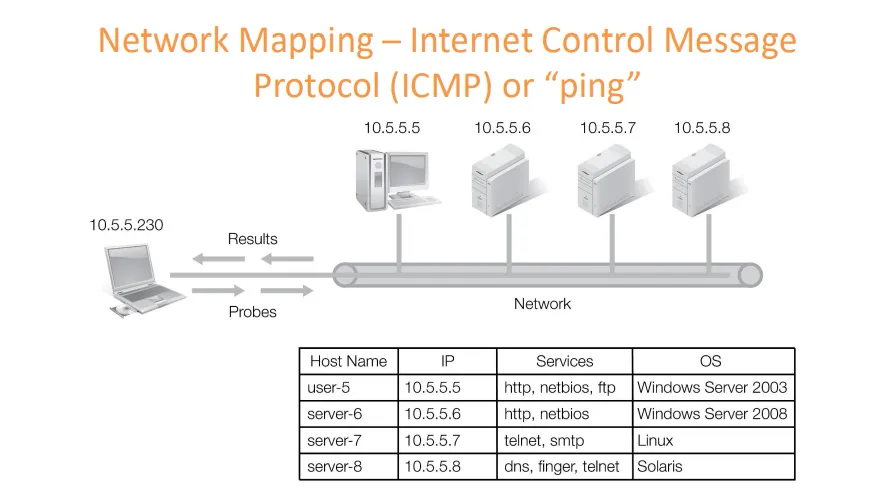 Network Mapping – Internet Control Message
Protocol (ICMP) or “ping”
10.5.5.5 10.5.5.6 10.5.5.7 10.5.5.8
10.5.5.230
Results
Probes
Network
Host Name IP Services OS
user-5 10.5.5.5 http, netbios, ftp Windows Server 2003
server-6 10.5.5.6 http, netbios Windows Server 2008
server-7 10.5.5.7 telnet, smtp Linux
server-8 10.5.5.8 dns, finger, telnet Solaris